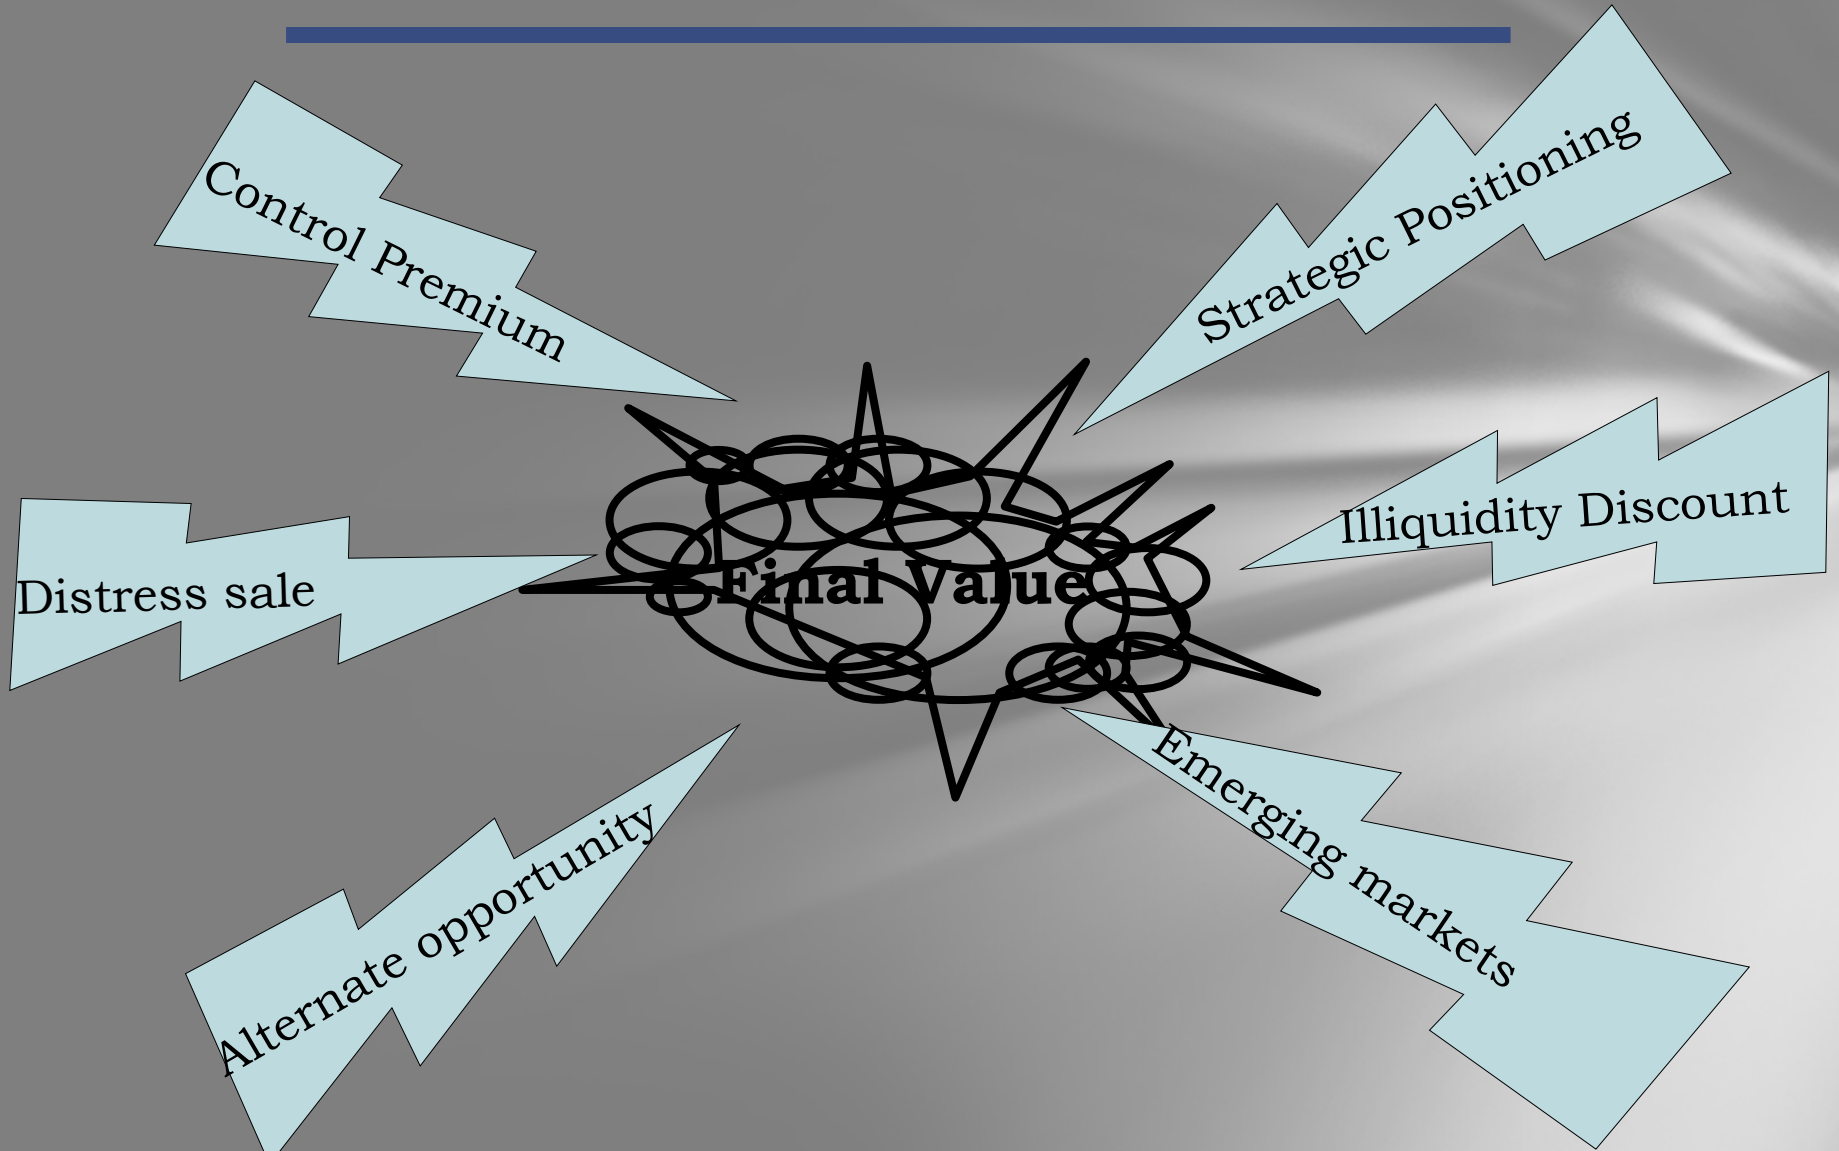 Control Premium
Strategic Positioning
Illiquidity Discount
Distress sale
Final Value
Emerging markets
Alternate opportunity